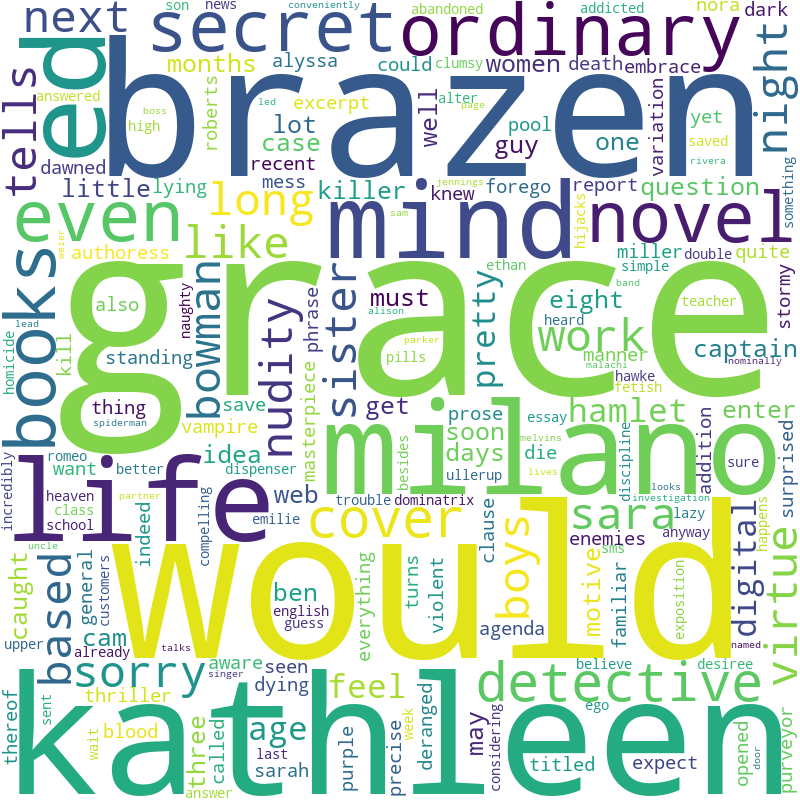 next
secret
ordinary
son
news
conveniently
abandoned
addicted
nora
dark
months
alyssa
could
women
death
embrace
night
tells
ed
brazen
answered
boss
led
page
alter
clumsy
high
excerpt
roberts
well
pool
one
variation
yet
saved
rivera
something
dawned
lot
case
recent
guy
little
lying
mess
killer
knew
forego
report
question
even
long
mind
novel
jennings
sam
hijacks
authoress
like
miller
double
quite
weier
books
grace
ethan
simple
band
stormy
naughty
bowman
nudity
sister
phrase
must
alison
pretty
eight
heard
teacher
also
lead
homicide
kill
standing
parker
pills
work
manner
malachi
hawke
fetish
captain
nominally
thing
spiderman
save
get
masterpiece
prose
essay
hamlet
enter
vampire
milano
soon
days
melvins
die
discipline
addition
surprised
romeo
idea
besides
want
better
dispenser
ullerup
lives
sure
incredibly
heaven
class
school
partner
web
trouble
dominatrix
looks
investigation
life
compelling
emilie
cover
clause
boys
sara
enemies
sms
lazy
anyway
happens
uncle
would
digital
virtue
caught
based
general
indeed
customers
ben
english
guess
everything
turns
violent
motive
familiar
exposition
cam
already
talks
agenda
named
upper
sorry
singer
aware
seen
dying
believe
desiree
thereof
sent
kathleen
thriller
feel
detective
ego
wait
blood
three
called
age
last
sarah
purple
precise
week
deranged
may
considering
titled
expect
opened
door
purveyor
answer